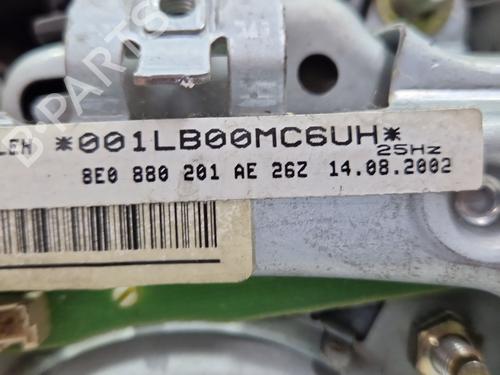 LEH *001LB00MC6UH*
25Hz
8E0 880 201 AE 26Z 14.08.2002
B-PARTS